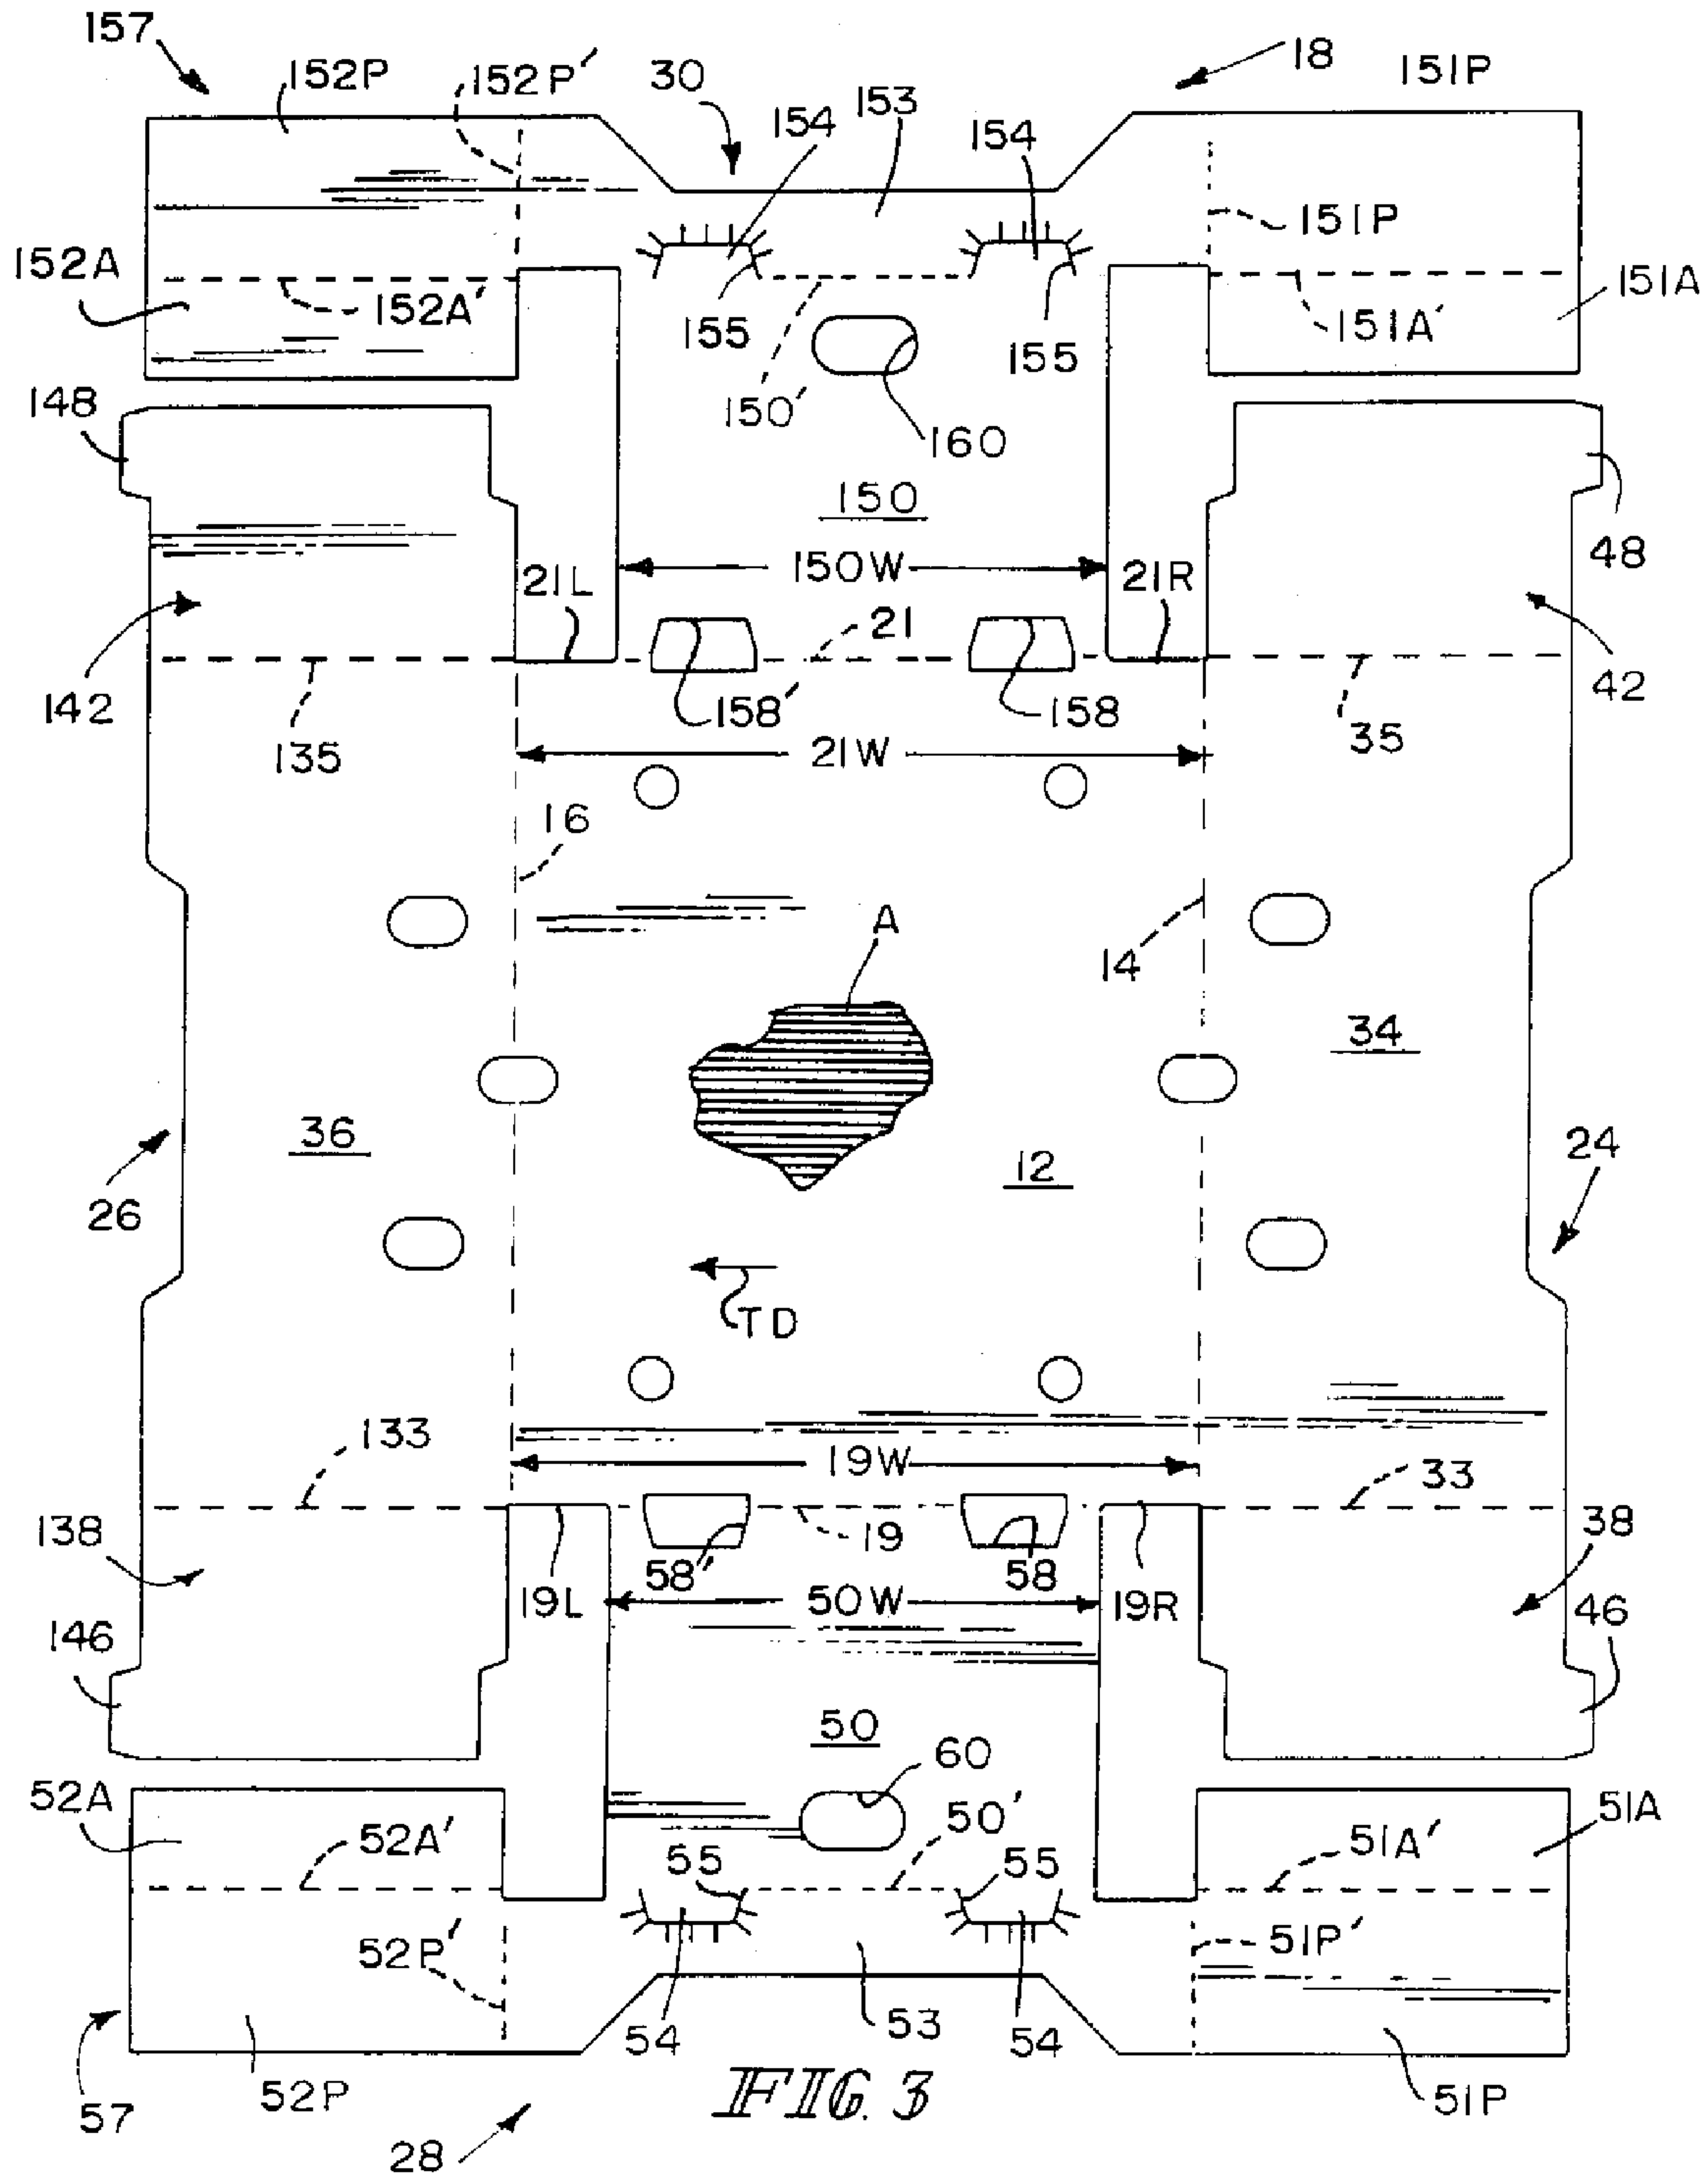 157
152P
152P'
30
154
153
154
18
151P
151P
152A
152A'
155
150'
160
155
151A'
151A
148
150
48
150W
21L
21R
21
142
158'
158
42
135
21W
35
16
A
14
34
36
12
26
24
TD
133
19W
33
138
19
38
58'
58
19L
50W
19R
46
146
50
60
52A
52A'
55
50'
55
51A'
51A
52P'
51P'
54
53
54
57
52P
FIG. 3
51P
28